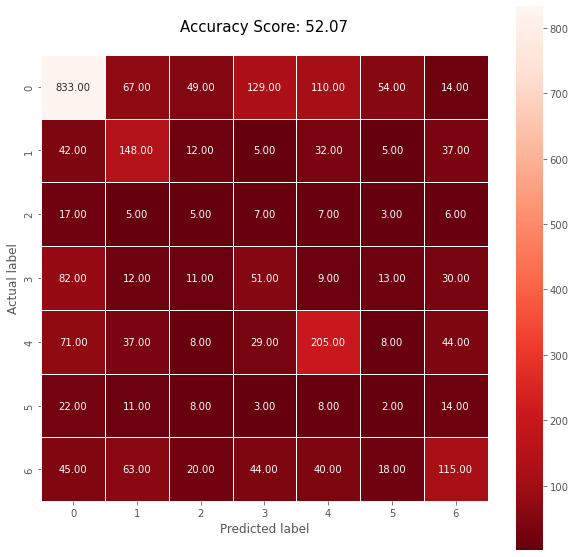 Accuracy Score: 52.07
0 833.00 67.00 49.00 129.00 110.00 54.00 14.00
1 42.00 148.00 12.00 5.00 32.00 5.00 37.00
2 17.00 5.00 5.00 7.00 7.00 3.00 6.00
3 82.00 12.00 11.00 51.00 9.00 13.00 30.00
4 71.00 37.00 8.00 29.00 205.00 8.00 44.00
5 22.00 11.00 8.00 3.00 8.00 2.00 14.00
6 45.00 63.00 20.00 44.00 40.00 18.00 115.00
0 1 2 3 4 5 6
Predicted label
Actual label
800
700
600
500
400
300
200
100